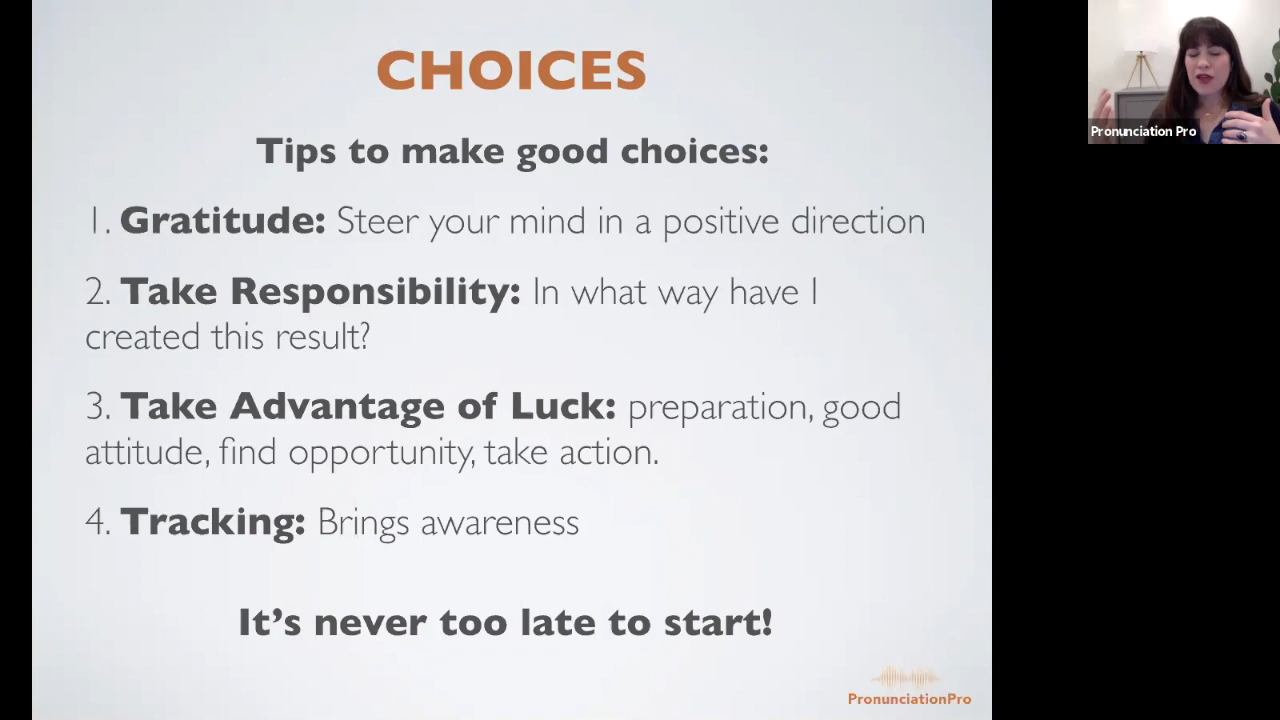 CHOICES
Tips to make good choices:
1. Gratitude: Steer your mind in a positive direction
2. Take Responsibility: In what way have I
created this result?
3. Take Advantage of Luck: preparation, good
attitude, find opportunity, take action.
4. Tracking: Brings awareness
It’s never too late to start!
PronunciationPro
Pronunciation Pro